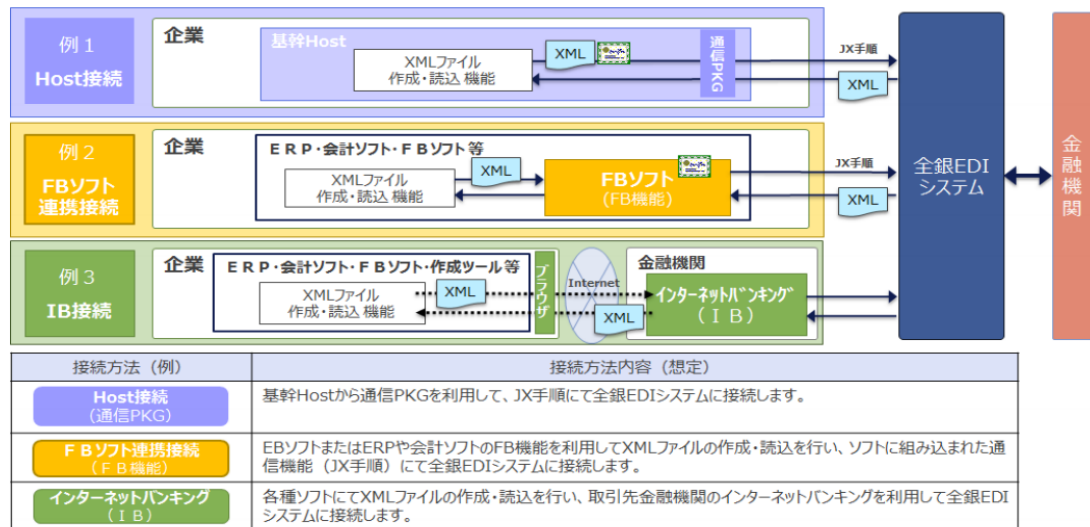 例１
Host接続
企業
基幹Host
XMLファイル
作成・読込 機能
XML
通信PKG
JX手順
XML
例２
FBソフト
連携接続
企業
ＥＲＰ・会計ソフト・ＦＢソフト等
XMLファイル
作成・読込 機能
XML
FBソフト
(FB機能)
JX手順
XML
例３
IB接続
企業
ＥＲＰ・会計ソフト・ＦＢソフト・作成ツール等
XMLファイル
作成・読込 機能
XML
ブラウザ
Internet
XML
金融機関
インターネットバンキング
（ＩＢ）
全銀EDI
システム
金融機関
接続方法（例）
接続方法内容（想定）
Host接続
（通信PKG）
基幹Hostから通信PKGを利用して、JX手順にて全銀EDIシステムに接続します。
ＦＢソフト連携接続
（ＦＢ機能）
EBソフトまたはERPや会計ソフトのFB機能を利用してXMLファイルの作成・読込を行い、ソフトに組み込まれた通
信機能（JX手順）にて全銀EDIシステムに接続します。
インターネットバンキング
（ＩＢ）
各種ソフトにてXMLファイルの作成・読込を行い、取引先金融機関のインターネットバンキングを利用して全銀EDI
システムに接続します。